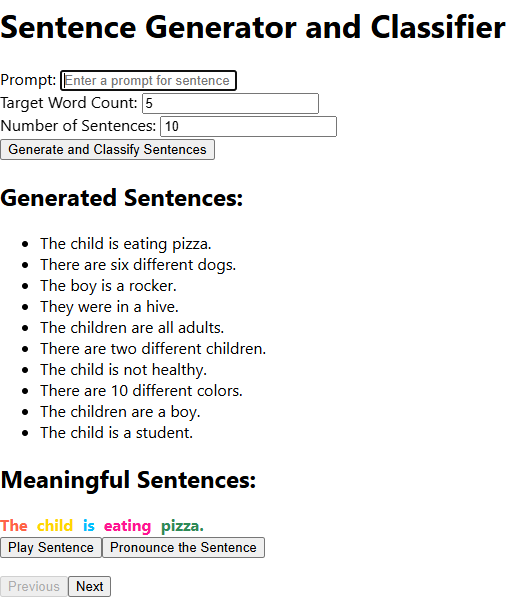 Sentence Generator and Classifier
Prompt: Enter a prompt for sentence
Target Word Count: 5
Number of Sentences: 10
Generate and Classify Sentences
Generated Sentences:
• The child is eating pizza.
• There are six different dogs.
• The boy is a rocker.
• They were in a hive.
• The children are all adults.
• There are two different children.
• The child is not healthy.
• There are 10 different colors.
• The children are a boy.
• The child is a student.
Meaningful Sentences:
The child is eating pizza.
Play Sentence Pronounce the Sentence
Previous Next